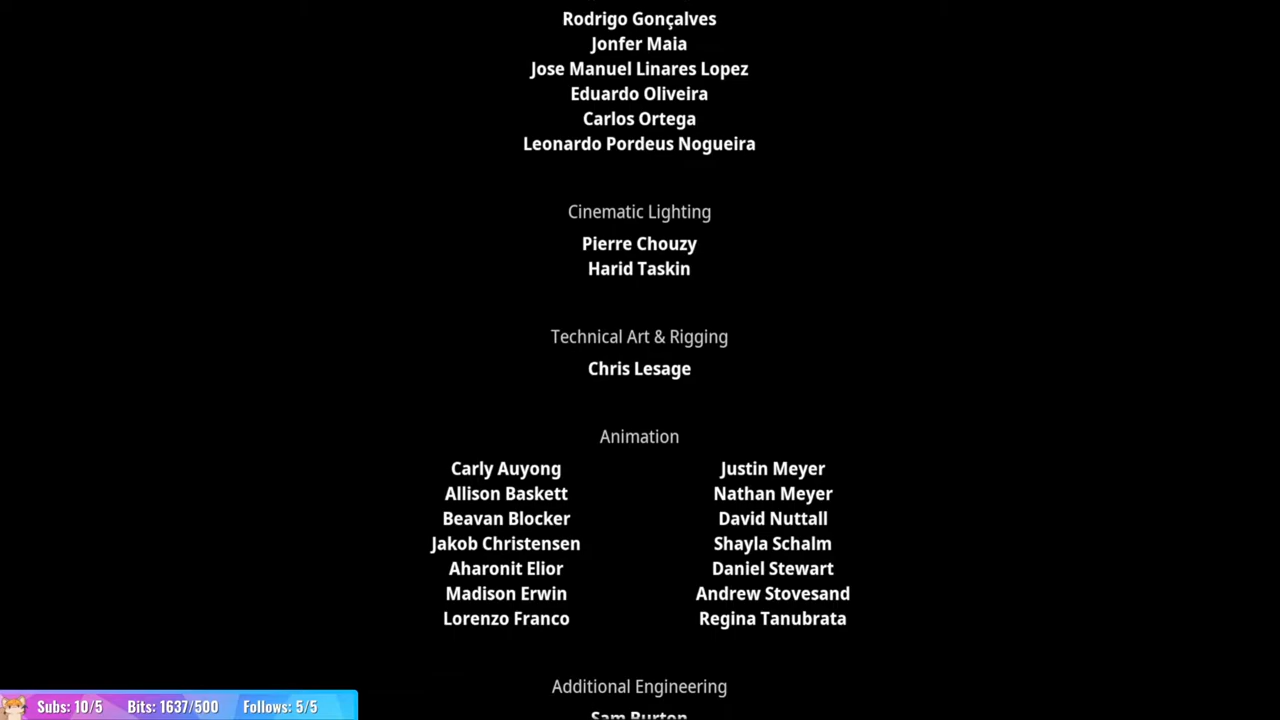 Rodrigo Gonçalves
Jonfer Maia
Jose Manuel Linares Lopez
Eduardo Oliveira
Carlos Ortega
Leonardo Pordeus Nogueira
Cinematic Lighting
Pierre Chouzy
Harid Taskin
Technical Art & Rigging
Chris Lesage
Animation
Carly Auyong
Allison Baskett
Beavan Blocker
Jakob Christensen
Aharonit Elior
Madison Erwin
Lorenzo Franco
Justin Meyer
Nathan Meyer
David Nuttall
Shayla Schalm
Daniel Stewart
Andrew Stovesand
Regina Tanubrata
Additional Engineering
Sam Burton
Subs: 10/5 Bits: 1637/500 Follows: 5/5